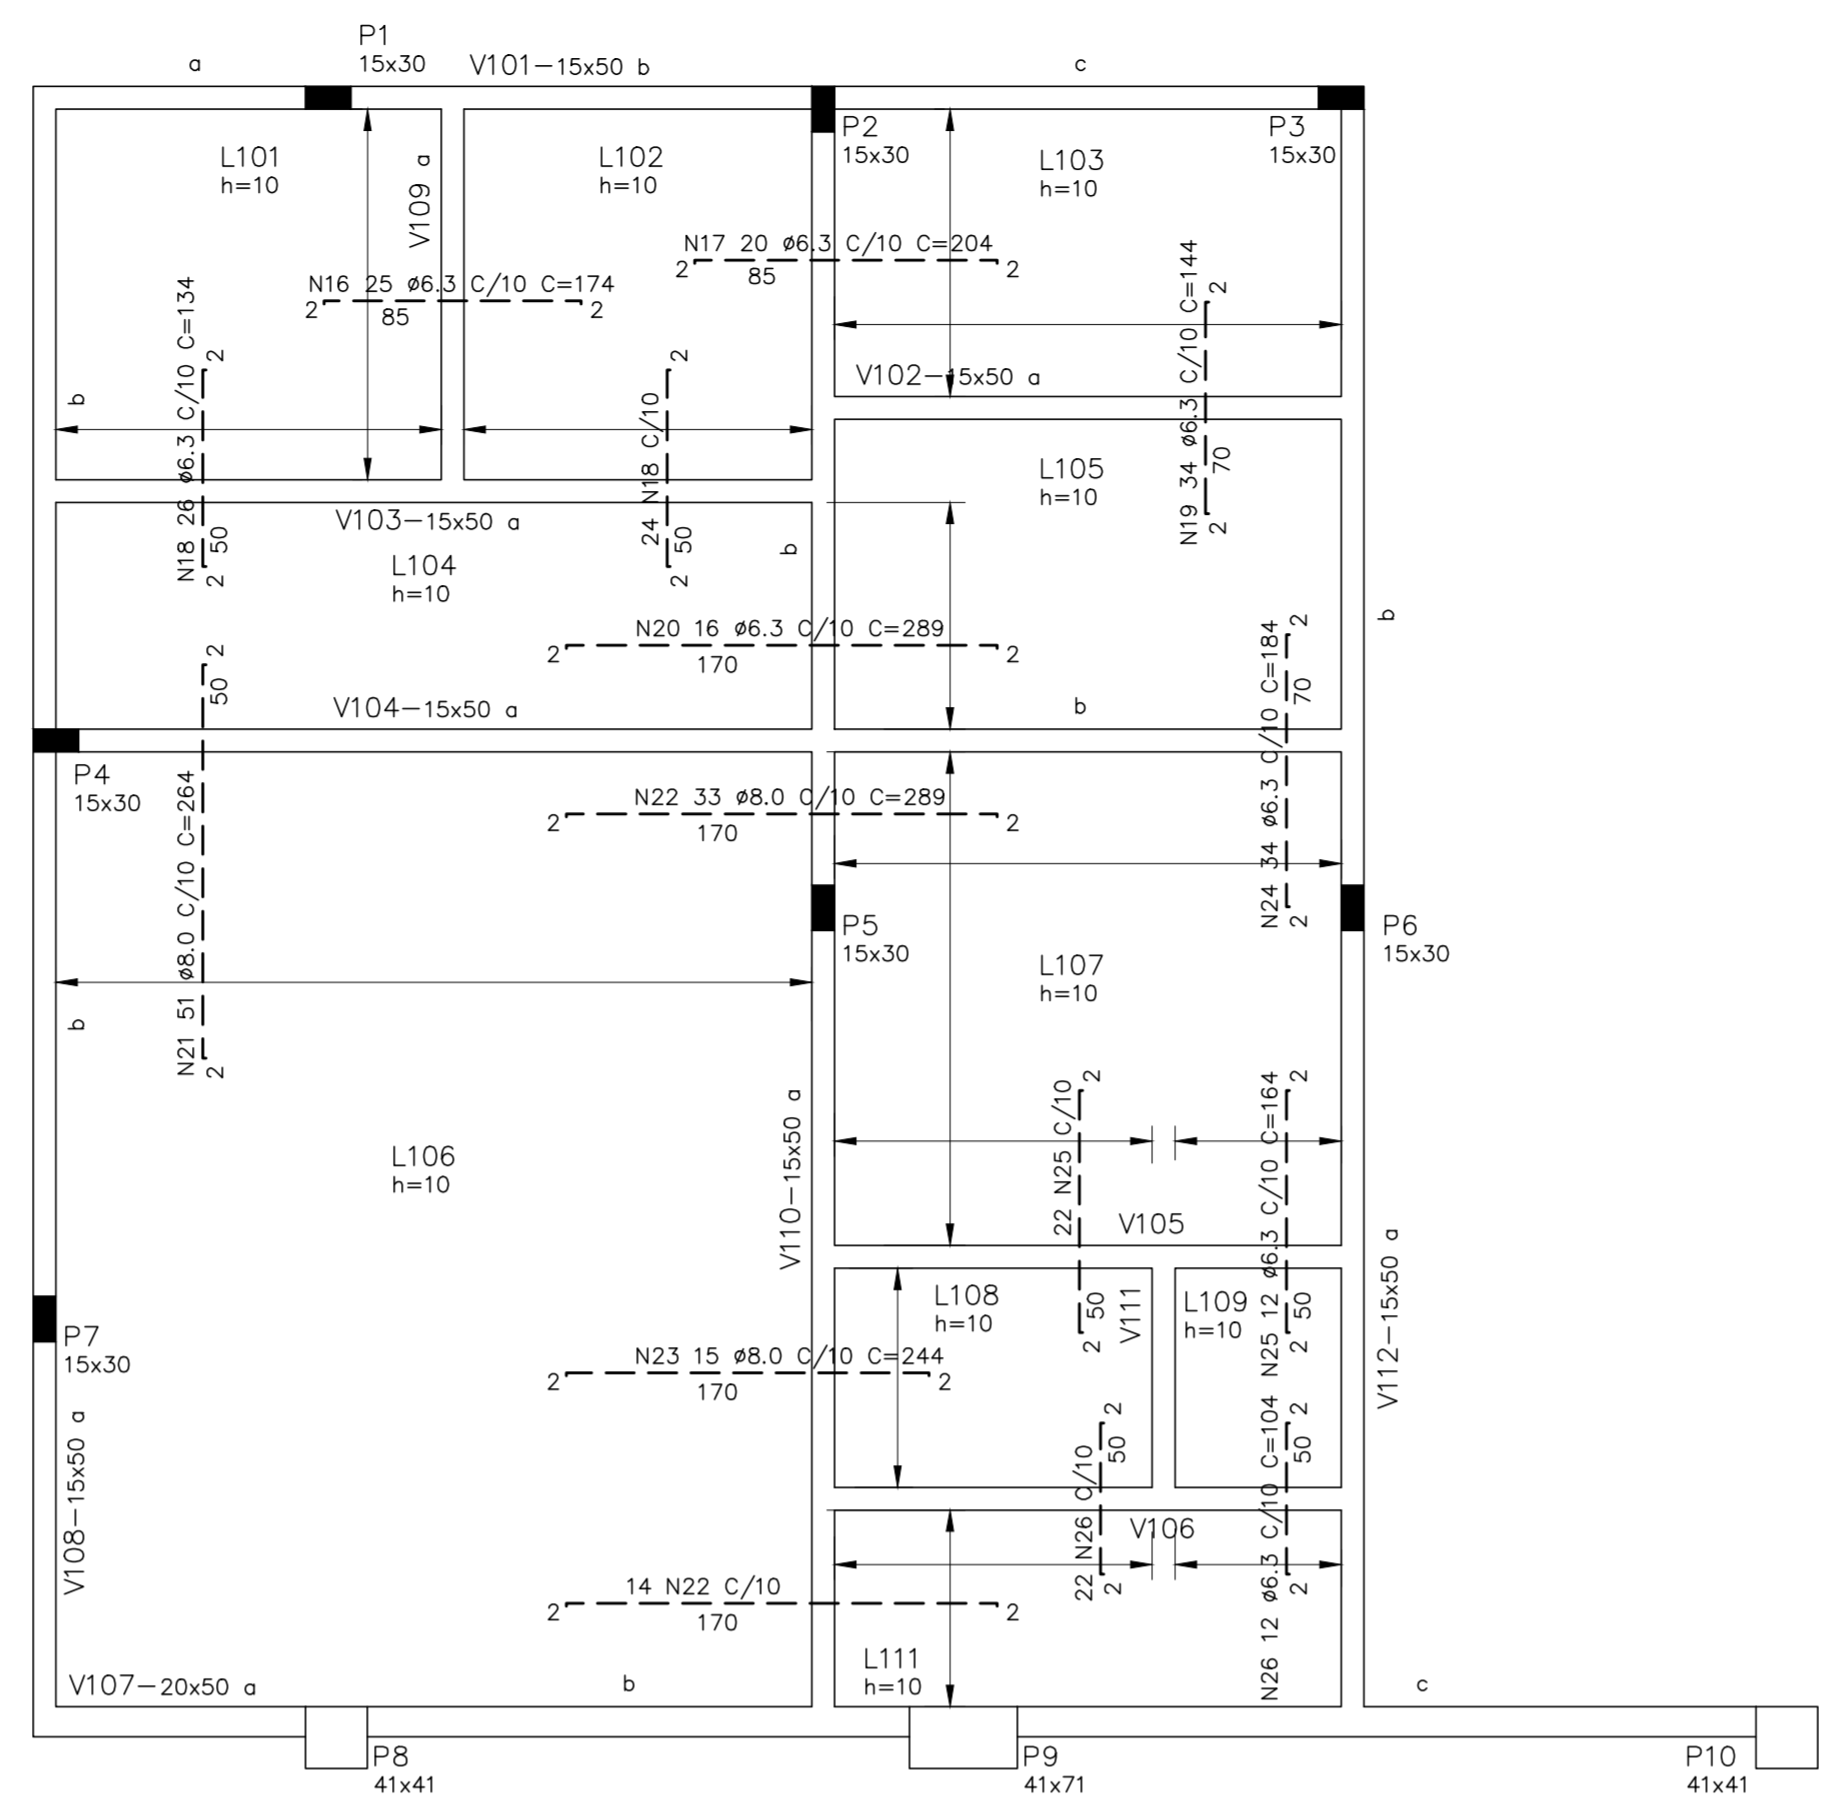 P1
15x30
a
V101-15x50 b
c
P2
15x30
P3
15x30
L101
h=10
V109 a
L102
h=10
L103
h=10
N17 20 ø6.3 C/10 C=204
2
85
2
N16 25 ø6.3 C/10 C=174
2
85
2
N18 26 ø6.3 C/10 C=134
2
50
2
24 N18 C/10
2
50
2
N19 34 ø6.3 C/10 C=144
2
70
2
b
V102-15x50 a
L105
h=10
V103-15x50 a
b
L104
h=10
b
N20 16 ø6.3 C/10 C=289
2
170
2
N24 34 ø6.3 C/10 C=184
2
70
2
2
50
V104-15x50 a
b
P4
15x30
N21 51 ø8.0 C/10 C=264
2
N22 33 ø8.0 C/10 C=289
2
170
2
P5
15x30
P6
15x30
L107
h=10
b
V110-15x50 a
L106
h=10
22 N25 C/10
2
50
2
N25 12 ø6.3 C/10 C=164
2
50
2
V105
L108
h=10
V111
L109
h=10
V112-15x50 a
P7
15x30
N23 15 ø8.0 C/10 C=244
2
170
2
V108-15x50 a
22 N26 C/10
2
50
2
N26 12 ø6.3 C/10 C=104
2
50
2
V106
14 N22 C/10
2
170
2
L111
h=10
V107-20x50 a
b
c
P8
41x41
P9
41x71
P10
41x41